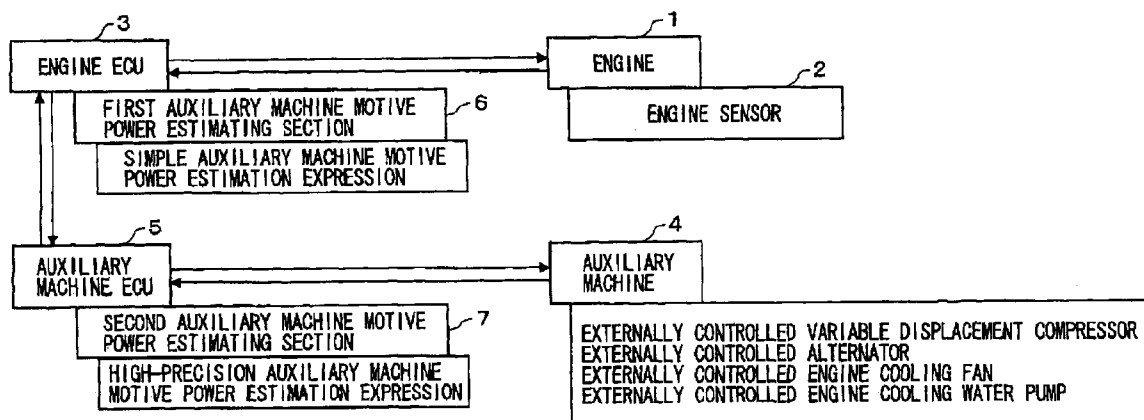 3
ENGINE ECU
1
ENGINE
2
ENGINE SENSOR
FIRST AUXILIARY MACHINE MOTIVE
POWER ESTIMATING SECTION
6
SIMPLE AUXILIARY MACHINE MOTIVE
POWER ESTIMATION EXPRESSION
5
AUXILIARY
MACHINE ECU
4
AUXILIARY
MACHINE
SECOND AUXILIARY MACHINE MOTIVE
POWER ESTIMATING SECTION
7
HIGH-PRECISION AUXILIARY MACHINE
MOTIVE POWER ESTIMATION EXPRESSION
EXTERNALLY CONTROLLED VARIABLE DISPLACEMENT COMPRESSOR
EXTERNALLY CONTROLLED ALTERNATOR
EXTERNALLY CONTROLLED ENGINE COOLING FAN
EXTERNALLY CONTROLLED ENGINE COOLING WATER PUMP